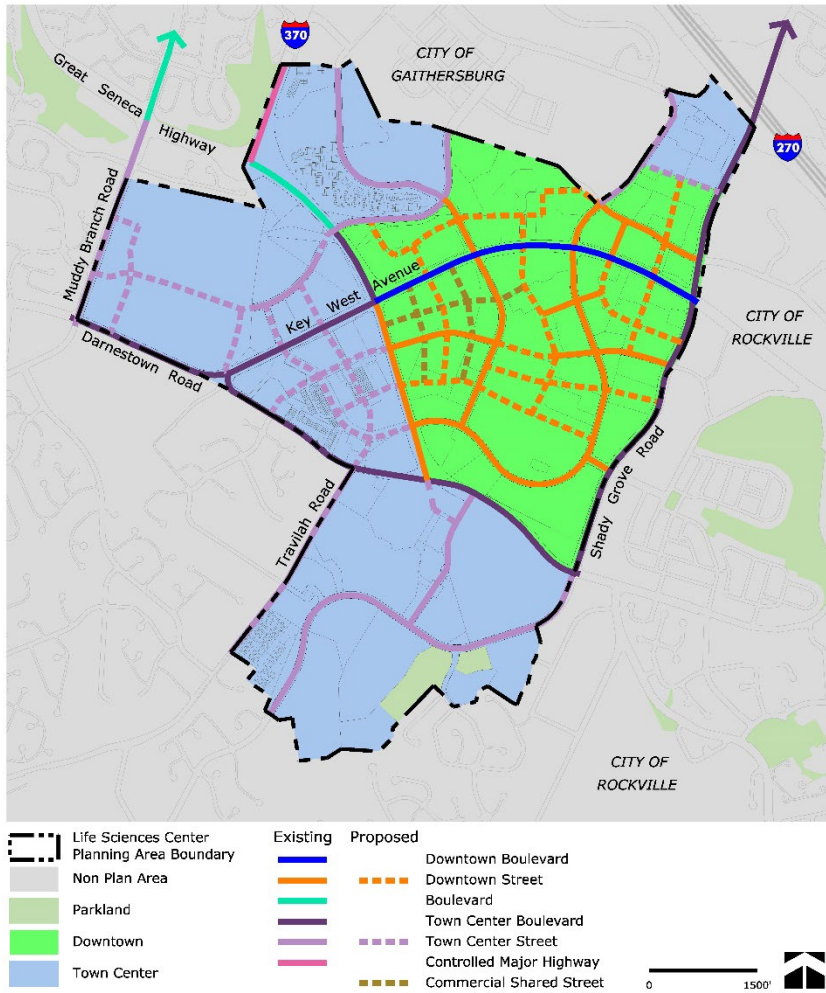 370
CITY OF
GAITHERSBURG
Great Seneca
Highway
270
Muddy Branch Road
Key West Avenue
CITY OF
ROCKVILLE
Darnestown Road
Shady Grove Road
Travilah Road
CITY OF
ROCKVILLE
Life Sciences Center
Planning Area Boundary
Non Plan Area
Parkland
Downtown
Town Center
Existing Proposed
Downtown Boulevard
Downtown Street
Boulevard
Town Center Boulevard
Town Center Street
Controlled Major Highway
Commercial Shared Street
0 1500'